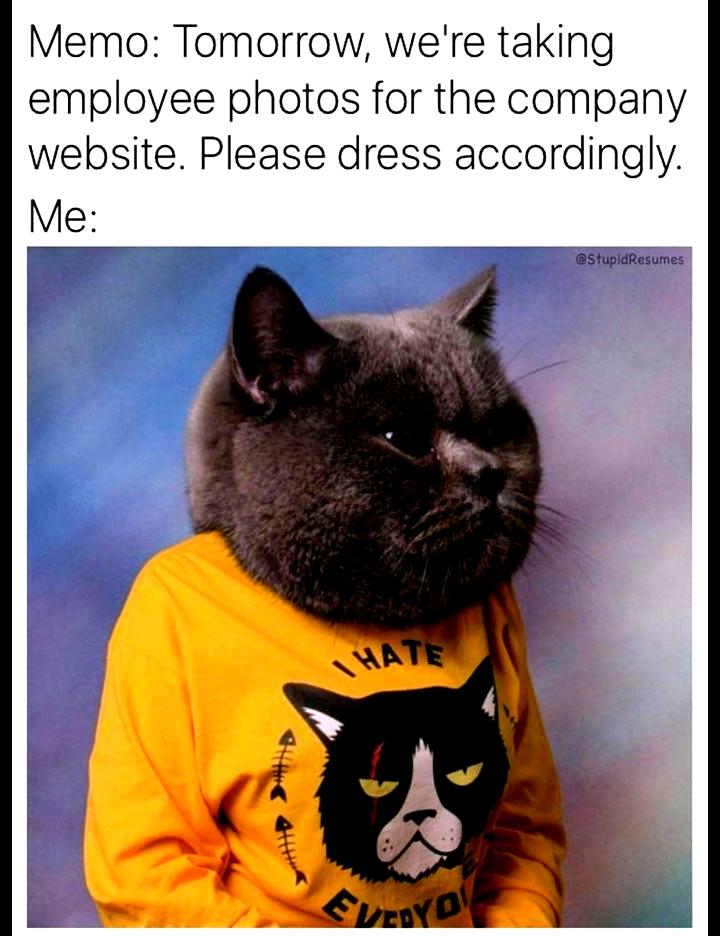 Memo: Tomorrow, we're taking
employee photos for the company
website. Please dress accordingly.
Me:
@StupidResumes
I HATE